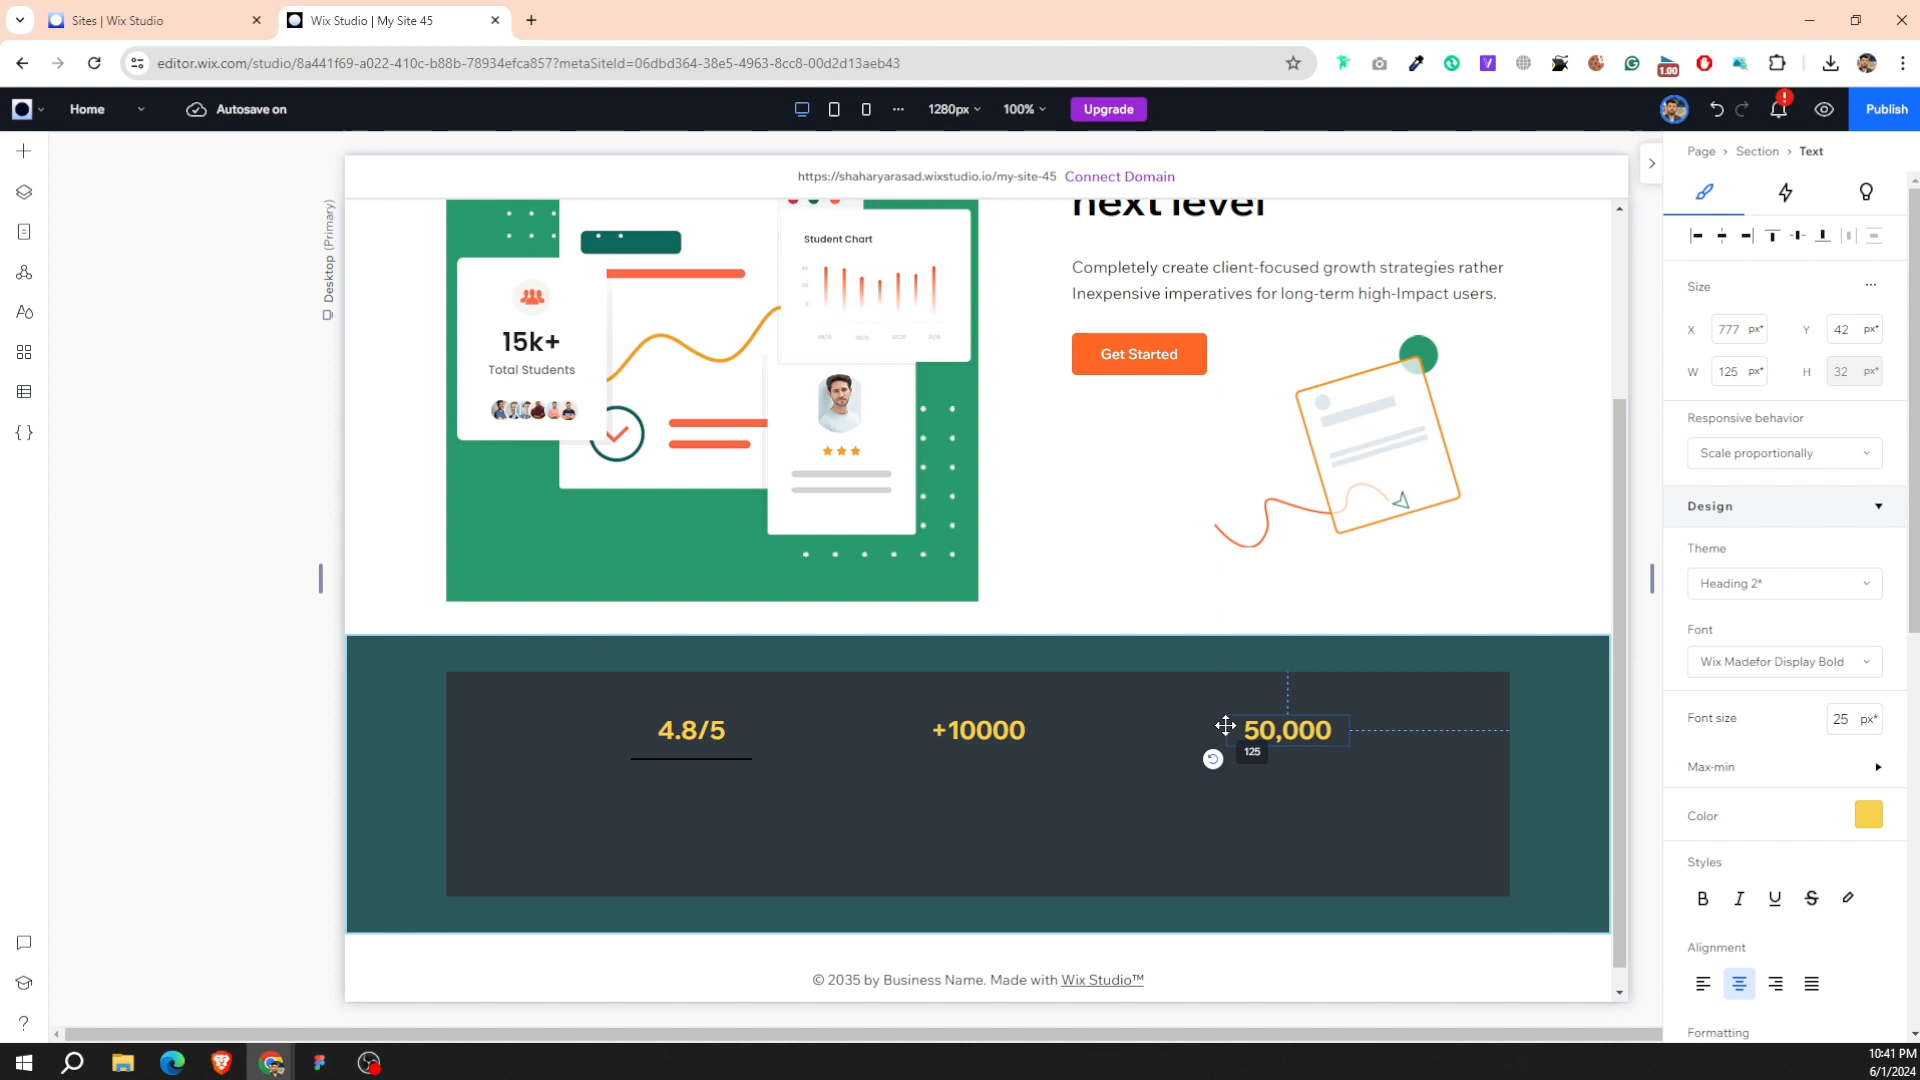 Sites | Wix Studio
Wix Studio | My Site 45
editor.wix.com/studio/8a441f69-a022-410c-b88b-78934efca857?metaSiteId=06dbd364-38e5-4963-8cc8-00d2d13aeb43
1.00
Home
Autosave on
1280px
100%
Upgrade
Publish
https://shaharyarasad.wixstudio.io/my-site-45 Connect Domain
Desktop (Primary)
next level
Completely create client-focused growth strategies rather
Inexpensive imperatives for long-term high-Impact users.
Get Started
Student Chart
15k+
Total Students
4.8/5
+10000
50,000
125
© 2035 by Business Name. Made with Wix Studio™
Page > Section > Text
Size
X 777 px* Y 42 px*
W 125 px* H 32 px*
Responsive behavior
Scale proportionally
Design
Theme
Heading 2*
Font
Wix Madefor Display Bold
Font size 25 px*
Max-min
Color
Styles
B I U S
Alignment
Formatting
10:41 PM
6/1/2024